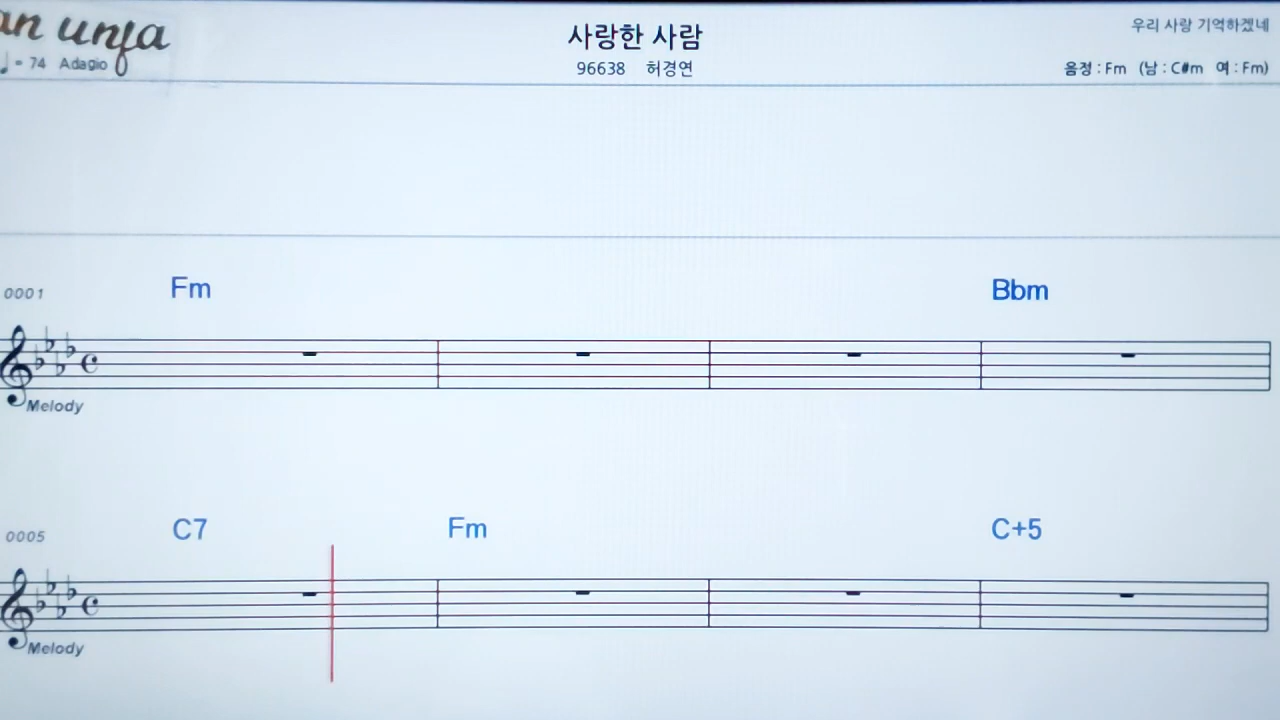 an unfa
♩ = 74 Adagio
사랑한 사람
96638 허경연
우리 사랑 기억하겠네
음정 : Fm (남 : C#m 여 : Fm)
0001 Fm Bbm
Melody
0005 C7 Fm C+5
Melody